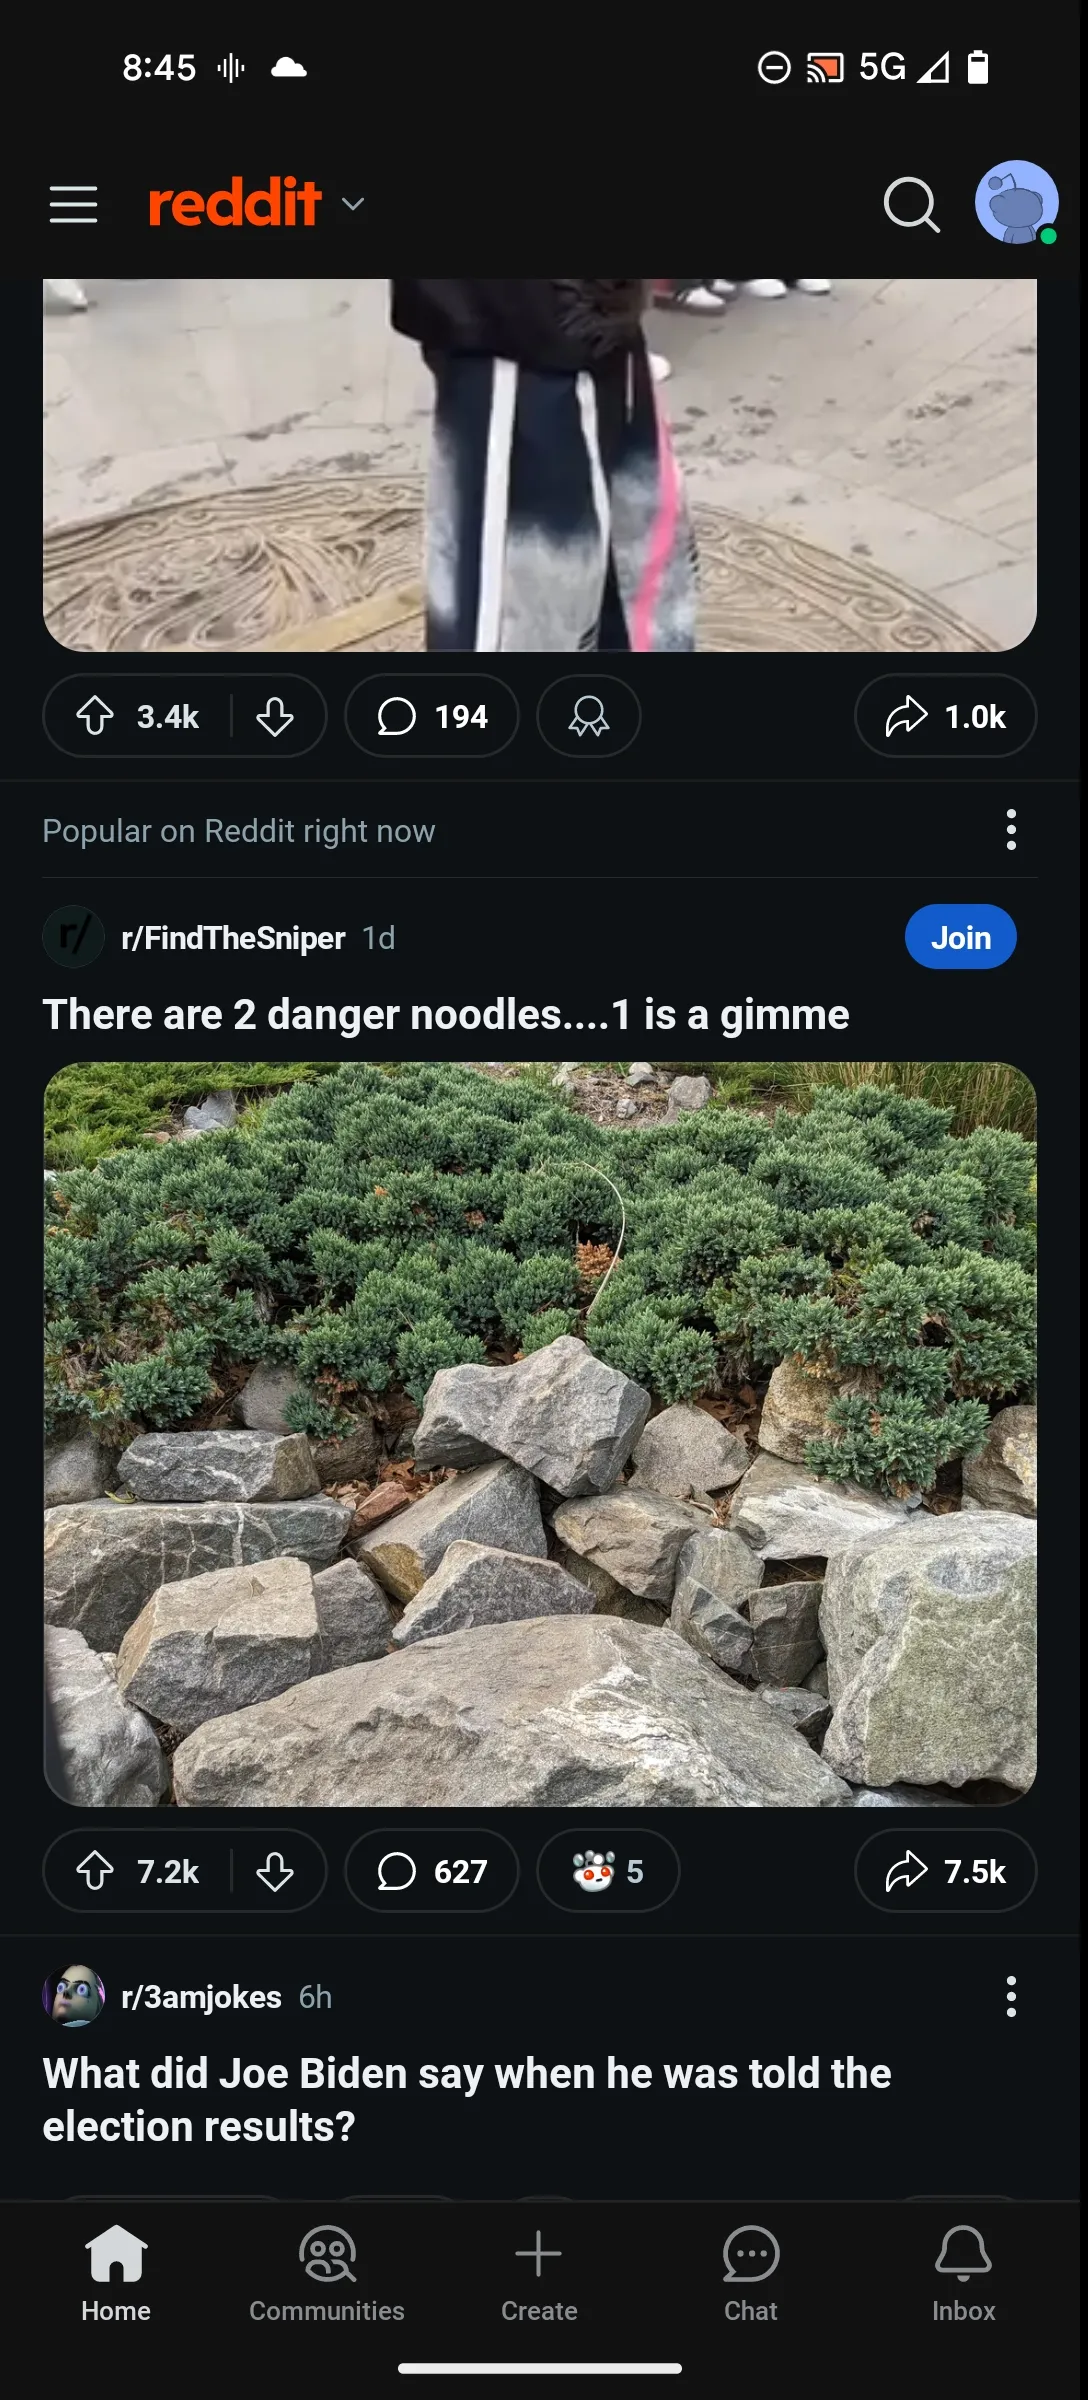 8:45 5G
reddit
3.4k 194 1.0k
Popular on Reddit right now
r/ r/FindTheSniper 1d Join
There are 2 danger noodles....1 is a gimme
7.2k 627 5 7.5k
r/3amjokes 6h
What did Joe Biden say when he was told the
election results?
Home Communities Create Chat Inbox